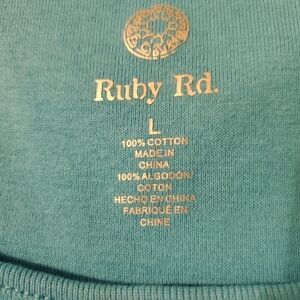 Ruby Rd.
L
100% COTTON
MADE IN
CHINA
100% ALGODON/
COTON
HECHO EN CHINA
FABRIQUÉ EN
CHINE